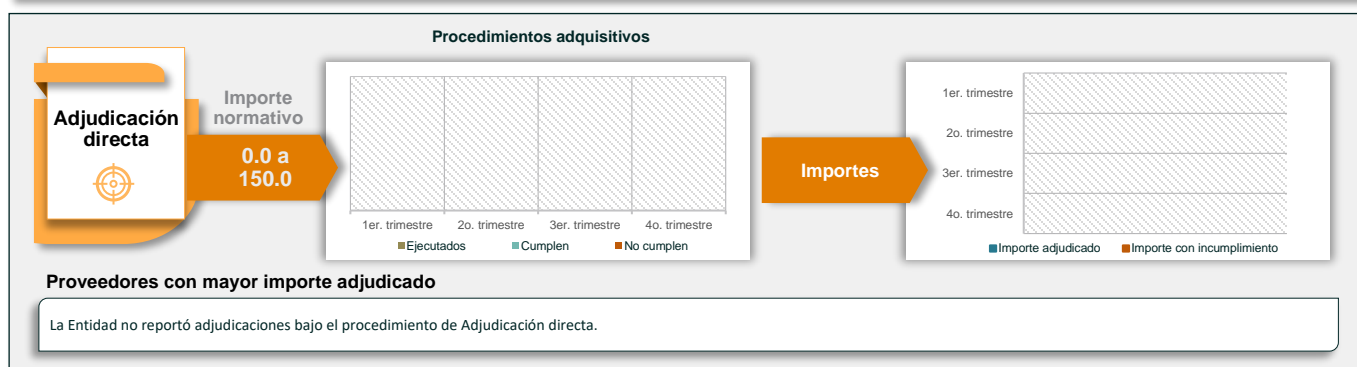 Procedimientos adquisitivos
Adjudicación
directa
Importe
normativo
0.0 a
150.0
1er. trimestre 2o. trimestre 3er. trimestre 4o. trimestre
Ejecutados Cumplen No cumplen
Importes
1er. trimestre
2o. trimestre
3er. trimestre
4o. trimestre
Importe adjudicado Importe con incumplimiento
Proveedores con mayor importe adjudicado
La Entidad no reportó adjudicaciones bajo el procedimiento de Adjudicación directa.